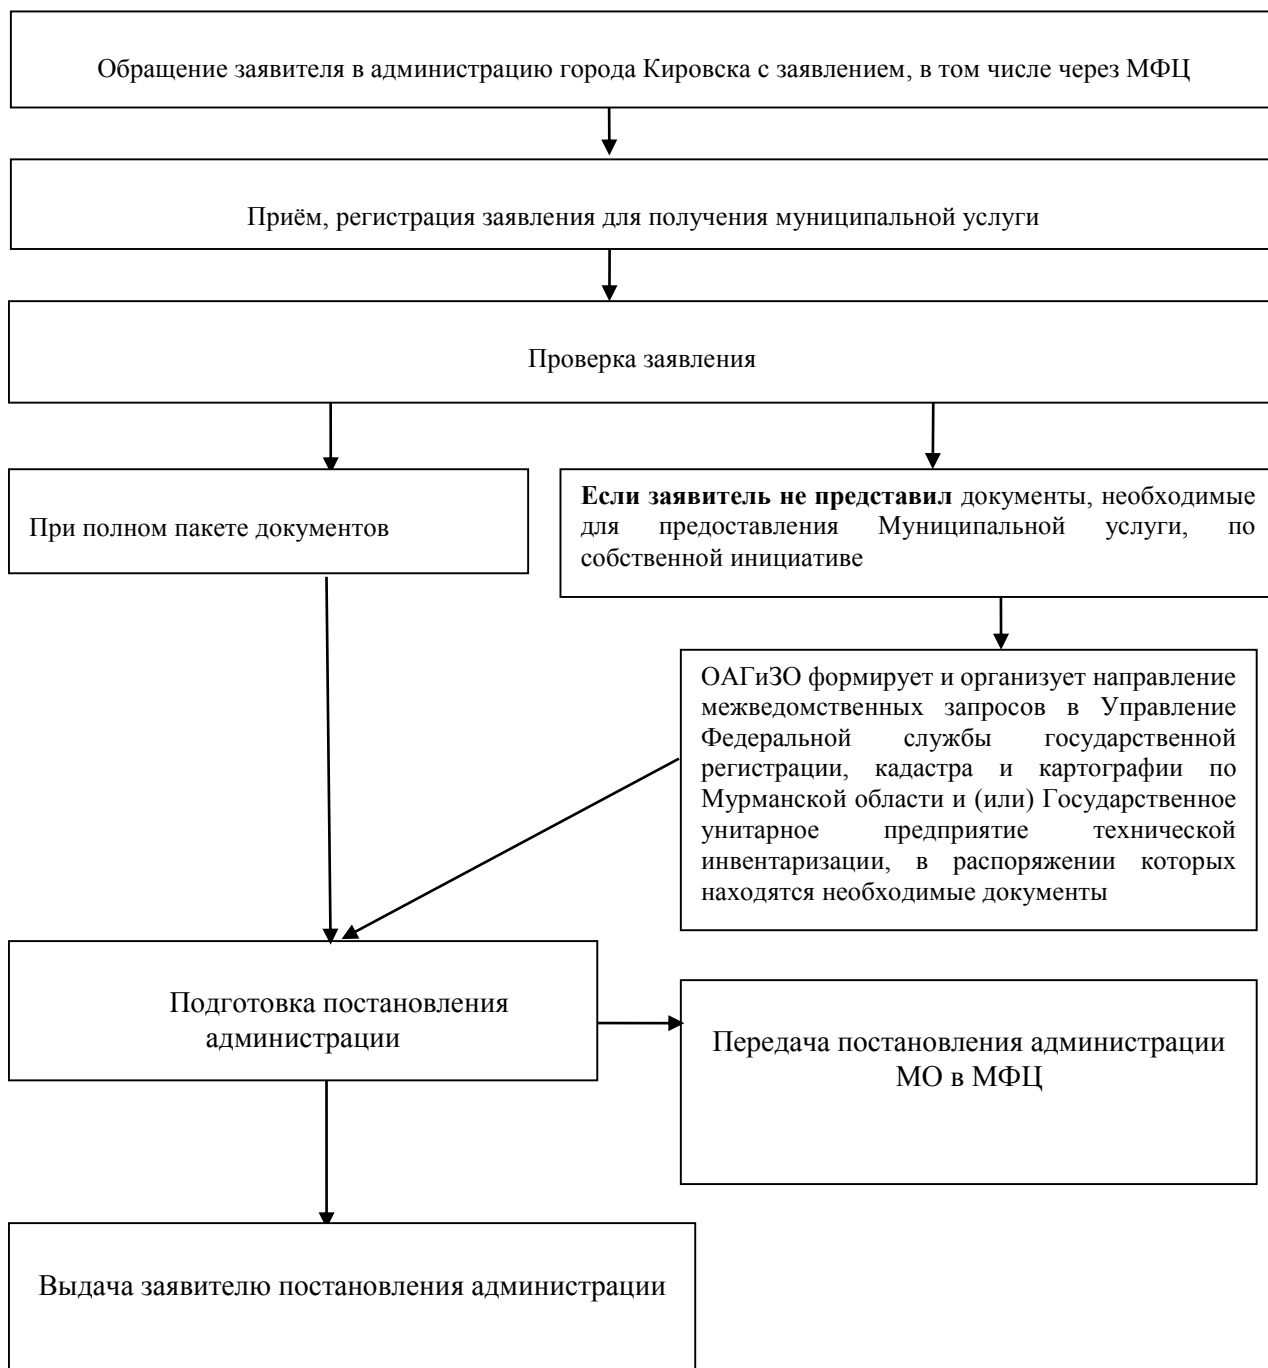 Обращение заявителя в администрацию города Кировска с заявлением, в том числе через МФЦ
Приём, регистрация заявления для получения муниципальной услуги
Проверка заявления
При полном пакете документов
Если заявитель не представил документы, необходимые
для предоставления Муниципальной услуги, по
собственной инициативе
ОАГиЗО формирует и организует направление
межведомственных запросов в Управление
Федеральной службы государственной
регистрации, кадастра и картографии по
Мурманской области и (или) Государственное
унитарное предприятие технической
инвентаризации, в распоряжении которых
находятся необходимые документы
Подготовка постановления
администрации
Передача постановления администрации
МО в МФЦ
Выдача заявителю постановления администрации